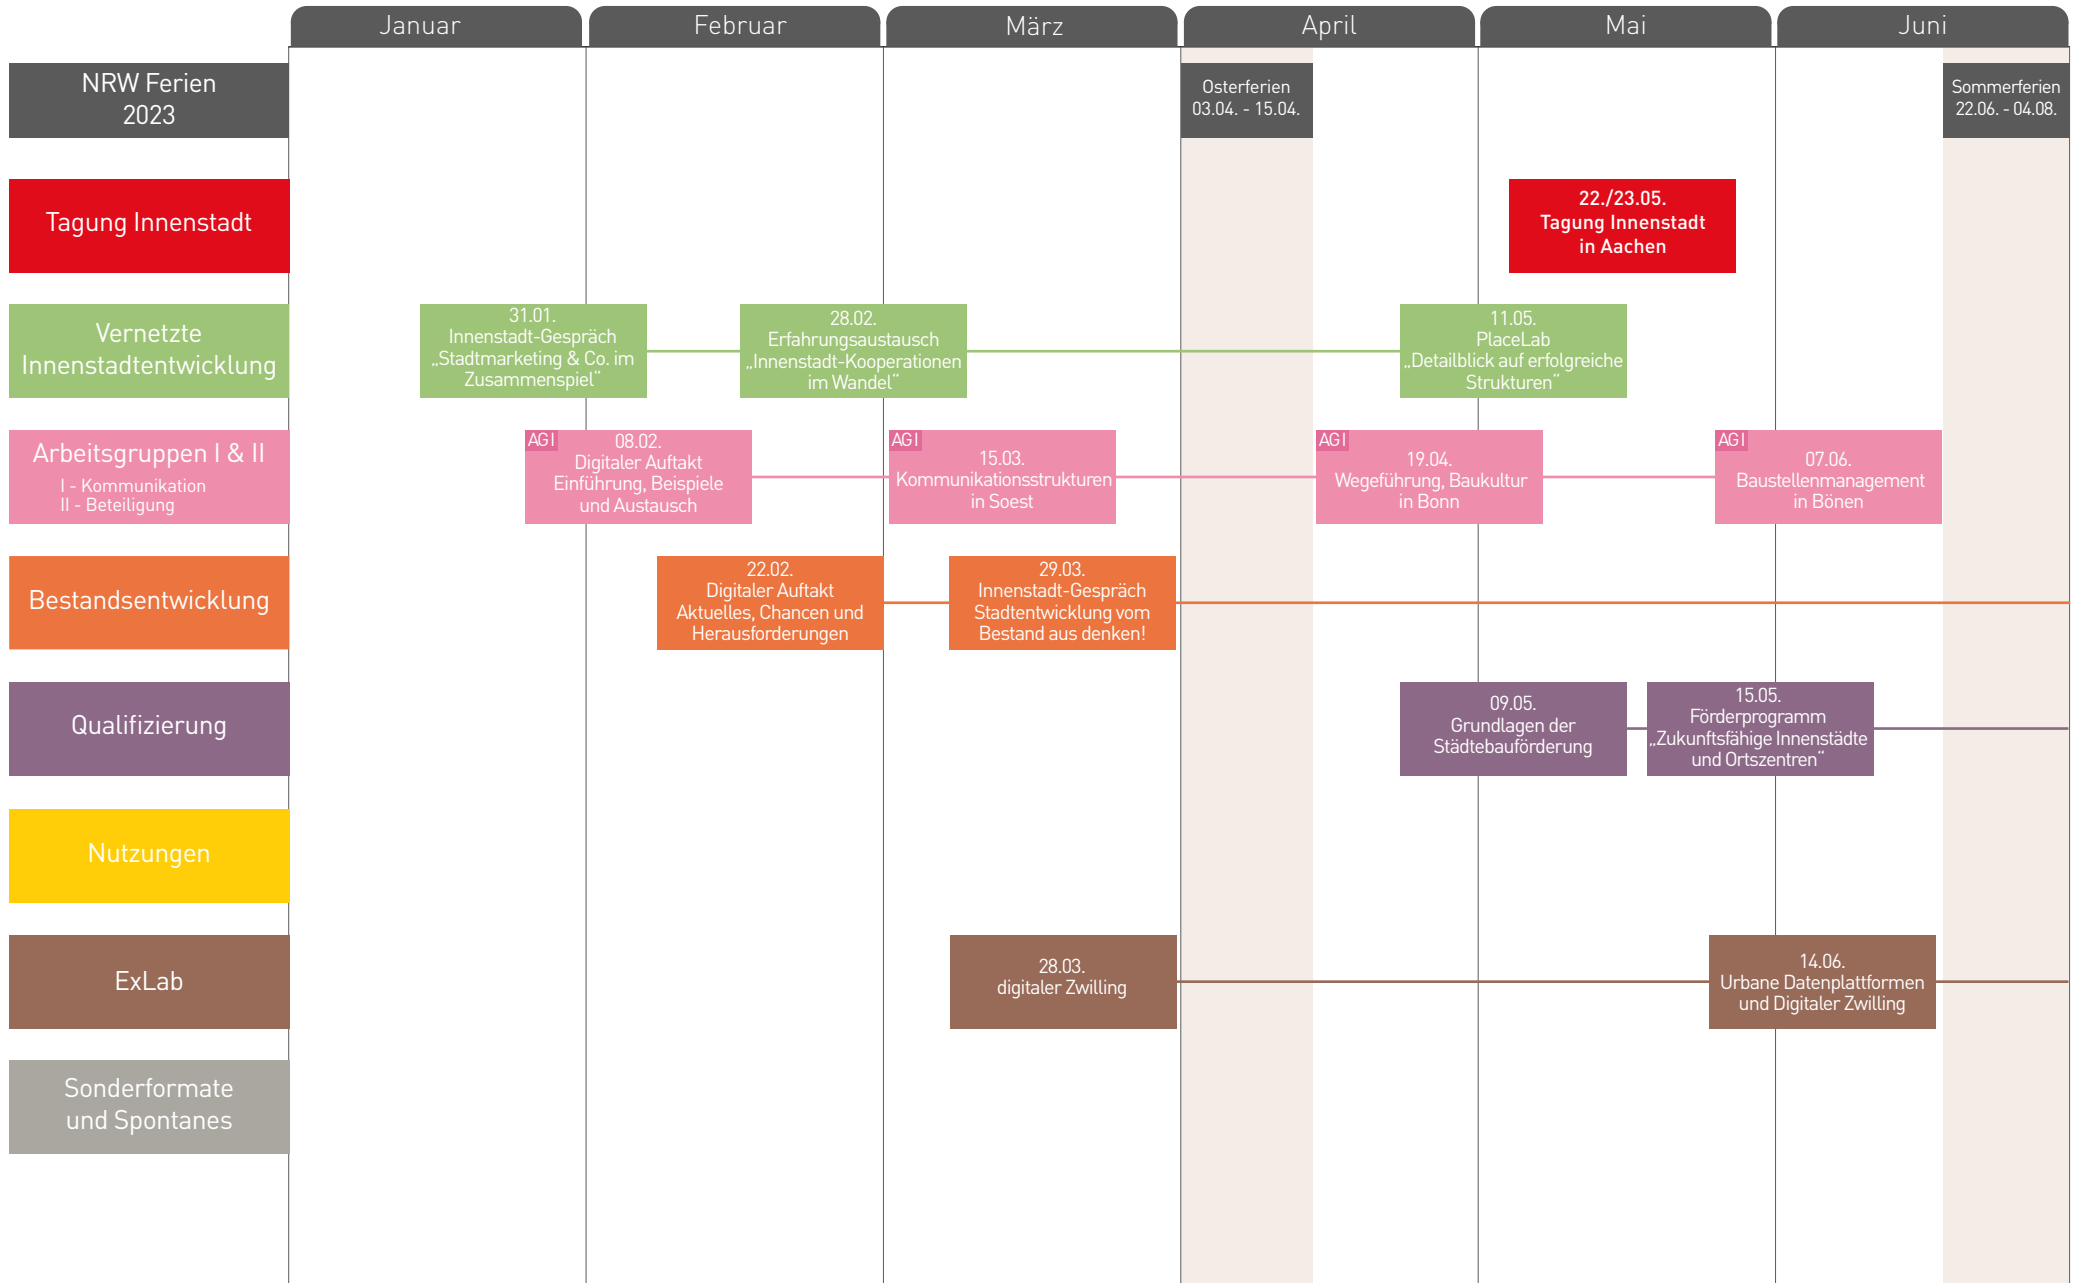 Januar
Februar
März
April
Mai
Juni
NRW Ferien
2023
Osterferien
03.04. - 15.04.
Sommerferien
22.06. - 04.08.
Tagung Innenstadt
22./23.05.
Tagung Innenstadt
in Aachen
Vernetzte
Innenstadtentwicklung
31.01.
Innenstadt-Gespräch
„Stadtmarketing & Co. im
Zusammenspiel“
28.02.
Erfahrungsaustausch
„Innenstadt-Kooperationen
im Wandel“
11.05.
PlaceLab
„Detailblick auf erfolgreiche
Strukturen“
Arbeitsgruppen I & II
I - Kommunikation
II - Beteiligung
AG I
08.02.
Digitaler Auftakt
Einführung, Beispiele
und Austausch
AG I
15.03.
Kommunikationsstrukturen
in Soest
AG I
19.04.
Wegeführung, Baukultur
in Bonn
AG I
07.06.
Baustellenmanagement
in Bönen
Bestandsentwicklung
22.02.
Digitaler Auftakt
Aktuelles, Chancen und
Herausforderungen
29.03.
Innenstadt-Gespräch
Stadtentwicklung vom
Bestand aus denken!
Qualifizierung
09.05.
Grundlagen der
Städtebauförderung
15.05.
Förderprogramm
„Zukunftsfähige Innenstädte
und Ortszentren“
Nutzungen
ExLab
28.03.
digitaler Zwilling
14.06.
Urbane Datenplattformen
und Digitaler Zwilling
Sonderformate
und Spontanes